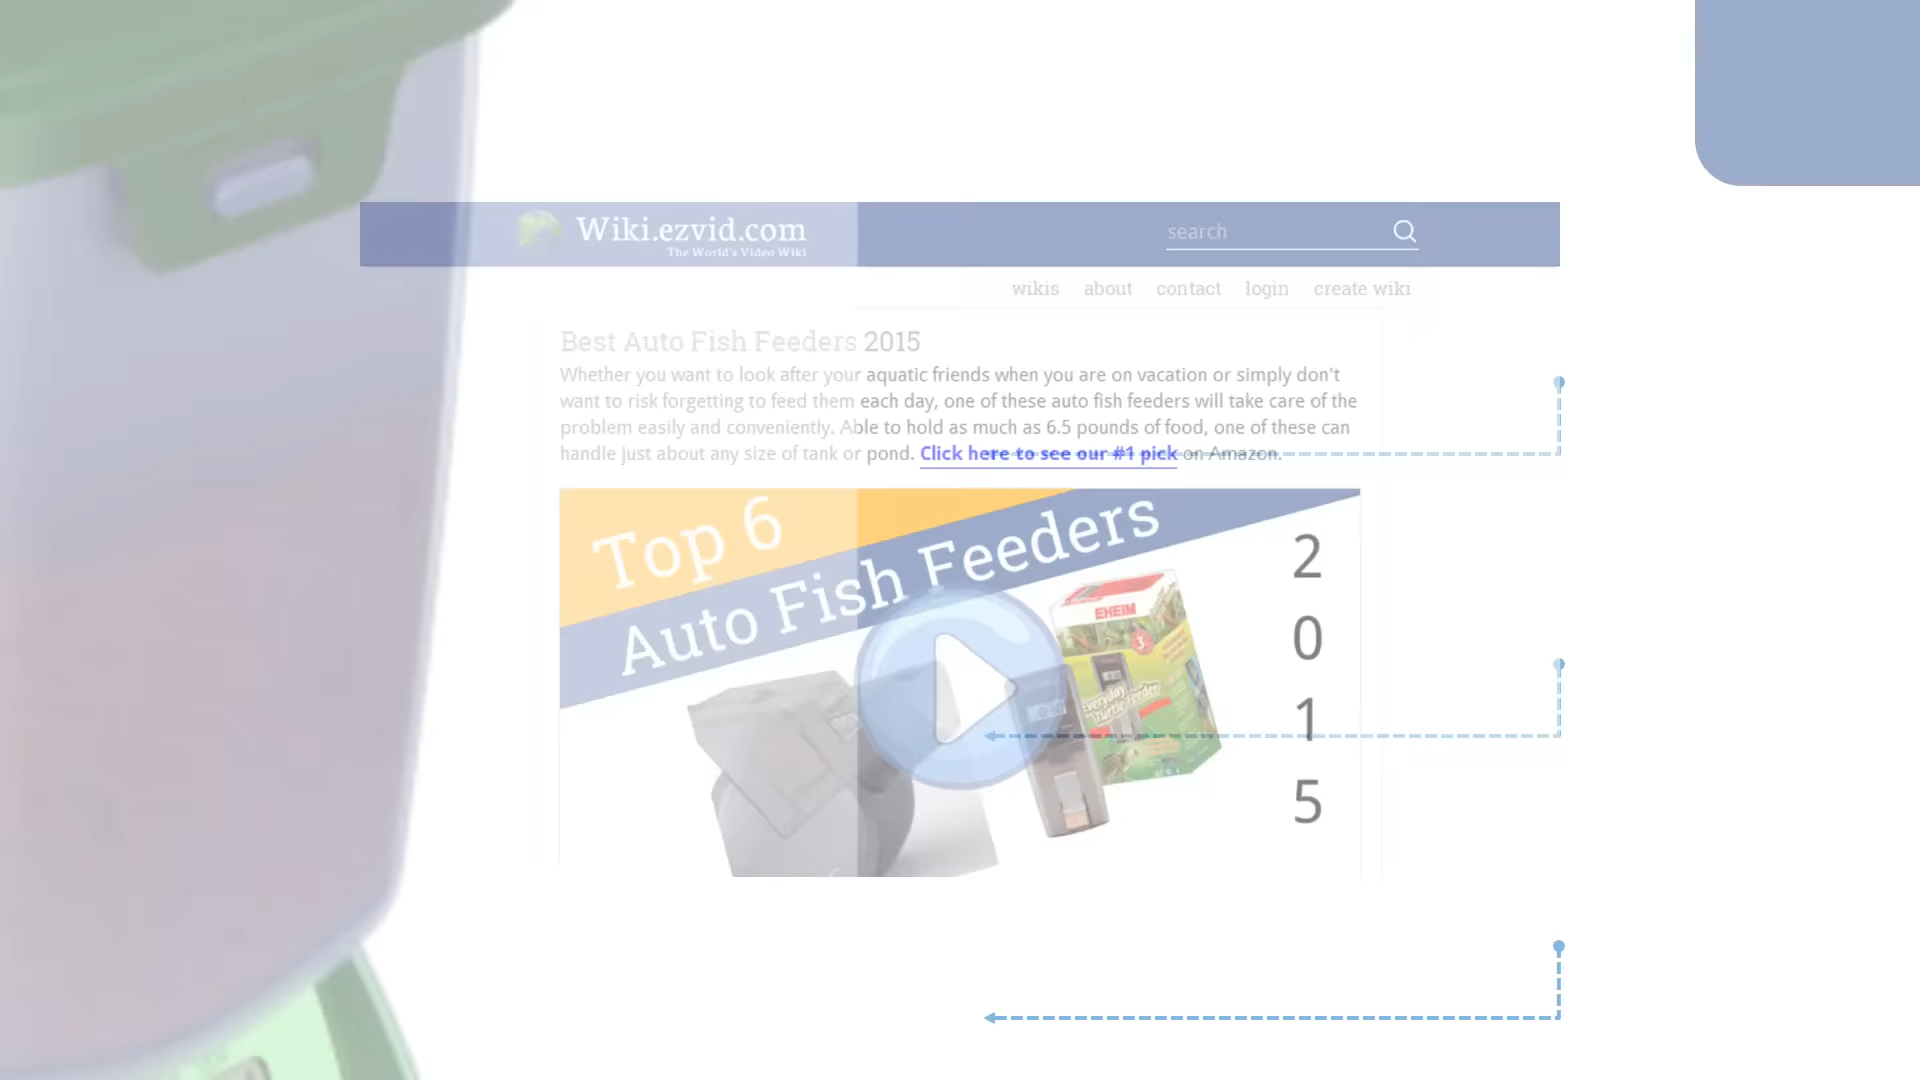 Wiki.ezvid.com
The World's Video Wiki
search
wikis about contact login create wiki
Best Auto Fish Feeders 2015
Whether you want to look after your aquatic friends when you are on vacation or simply don't
want to risk forgetting to feed them each day, one of these auto fish feeders will take care of the
problem easily and conveniently. Able to hold as much as 6.5 pounds of food, one of these can
handle just about any size of tank or pond. Click here to see our #1 pick on Amazon.
Top 6
Auto Fish Feeders
2
0
1
5
EHEIM
3
Everyday
Turtle Feeder